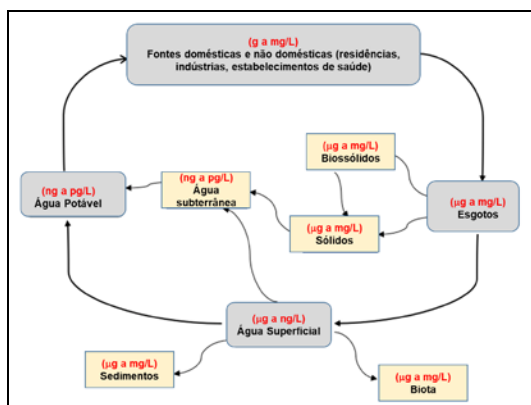 (g a mg/L)
Fontes domésticas e não domésticas (residências,
indústrias, estabelecimentos de saúde)
(µg a mg/L)
Biossólidos
(ng a pg/L)
Água Potável
(ng a pg/L)
Água
subterrânea
(µg a mg/L)
Esgotos
(µg a mg/L)
Sólidos
(µg a ng/L)
Água Superficial
(µg a mg/L)
Sedimentos
(µg a mg/L)
Biota